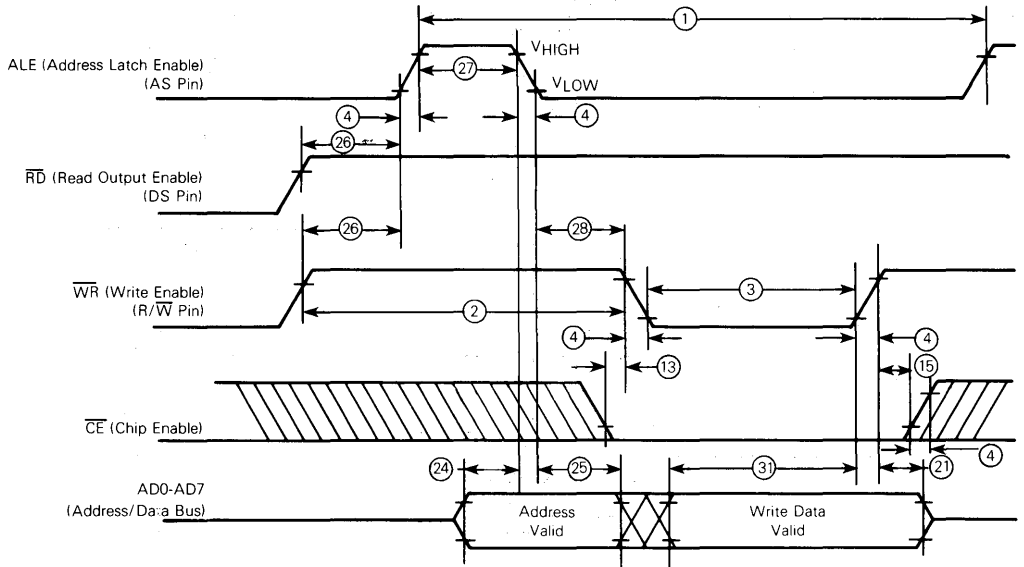 ①
ALE (Address Latch Enable)
(AS Pin)
VHIGH
㉗
VLOW
④
④
㉖
RD (Read Output Enable)
(DS Pin)
㉖
㉘
WR (Write Enable)
(R/W Pin)
③
②
④
④
⑬
⑮
CE (Chip Enable)
④
㉔
㉕
㉛
㉑
AD0-AD7
(Address/Da:a Bus)
Address
Valid
Write Data
Valid